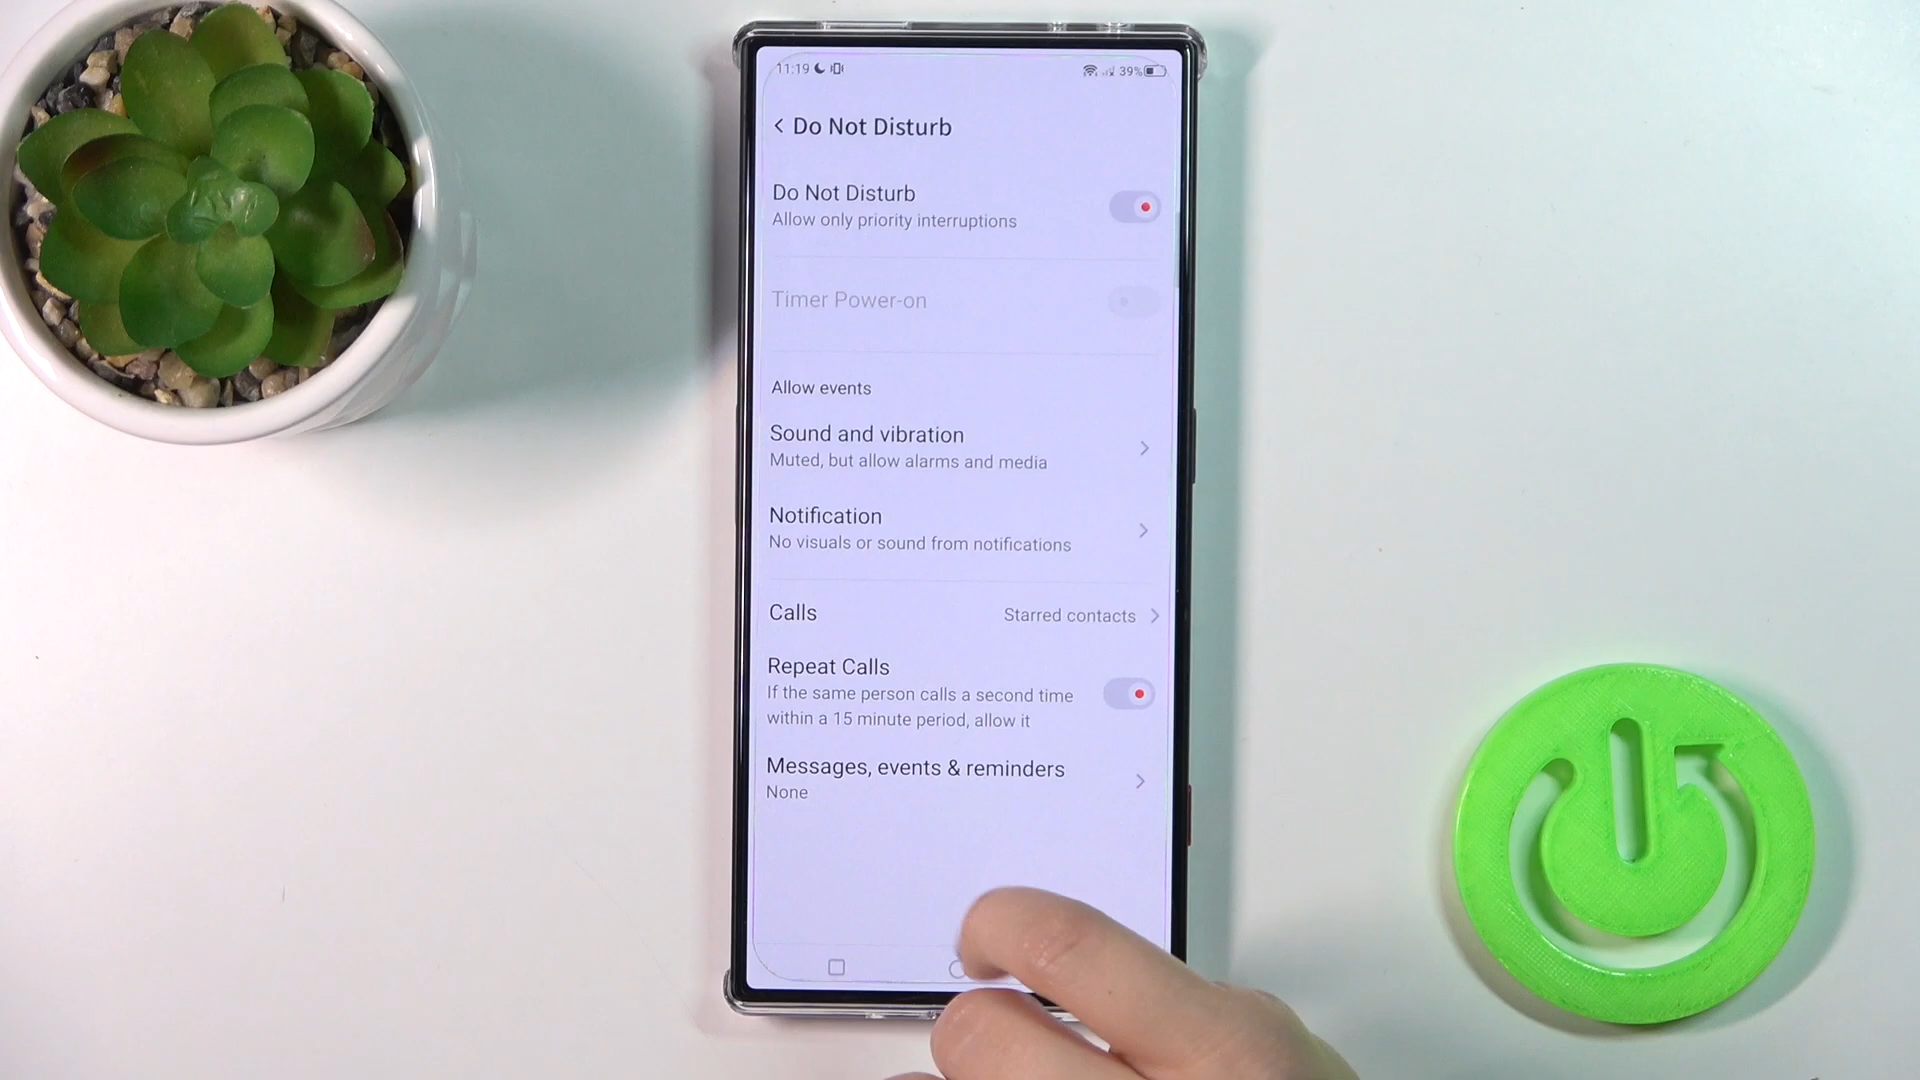 11:19 39%
Do Not Disturb
Do Not Disturb
Allow only priority interruptions
Timer Power-on
Allow events
Sound and vibration
Muted, but allow alarms and media
Notification
No visuals or sound from notifications
Calls Starred contacts
Repeat Calls
If the same person calls a second time
within a 15 minute period, allow it
Messages, events & reminders
None